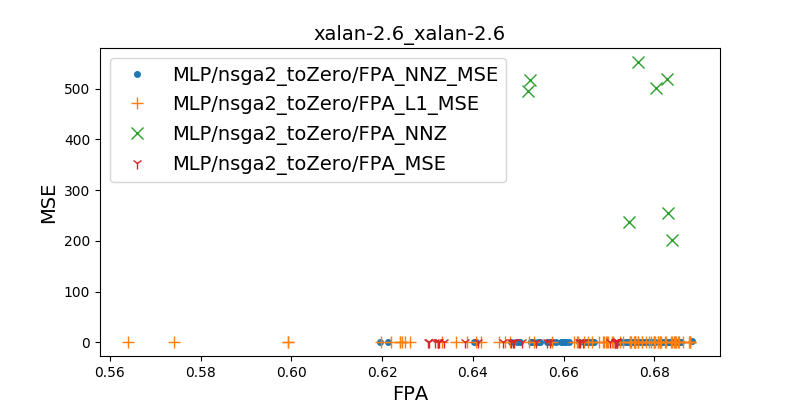 xalan-2.6_xalan-2.6
MLP/nsga2_toZero/FPA_NNZ_MSE
MLP/nsga2_toZero/FPA_L1_MSE
MLP/nsga2_toZero/FPA_NNZ
MLP/nsga2_toZero/FPA_MSE
500
400
300
200
100
0
MSE
0.56 0.58 0.60 0.62 0.64 0.66 0.68
FPA